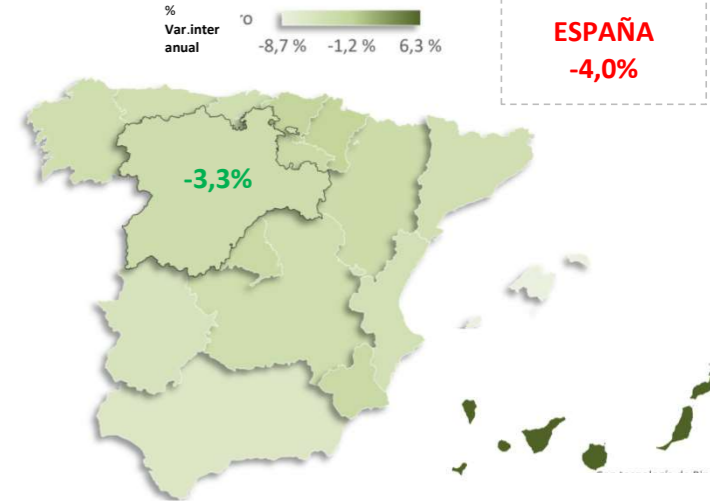 %
Var.inter
anual
-8,7 %
-1,2 %
6,3 %
ESPAÑA
-4,0%
-3,3%